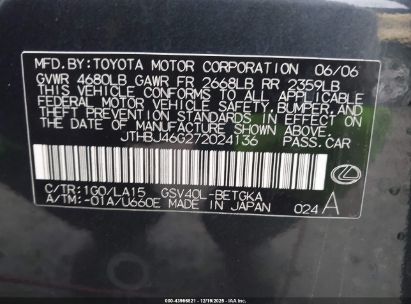 MFD.BY:TOYOTA MOTOR CORPORATION 06/06
GVWR 4680LB GAWR FR 2668LB RR 2359LB
THIS VEHICLE CONFORMS TO ALL APPLICABLE
FEDERAL MOTOR VEHICLE SAFETY, BUMPER, AND
THEFT PREVENTION STANDARDS IN EFFECT ON
THE DATE OF MANUFACTURE SHOWN ABOVE.
JTHBJ46G272024136 PASS.CAR
C/TR:1G0/LA15 GSV40L-BETGKA
A/TM:-01A/U660E MADE IN JAPAN 024 A